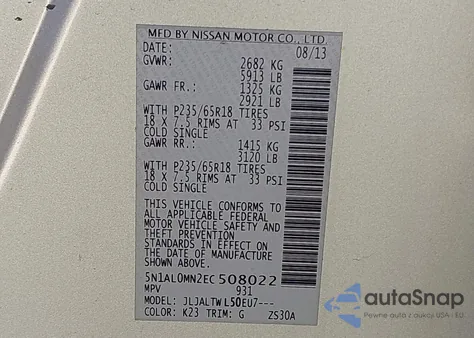 MFD BY NISSAN MOTOR CO., LTD.
DATE: 08/13
GVWR: 2682 KG
5913 LB
GAWR FR.: 1325 KG
2921 LB
WITH P235/65R18 TIRES
18 X 7.5 RIMS AT 33 PSI
COLD SINGLE
GAWR RR.: 1415 KG
3120 LB
WITH P235/65R18 TIRES
18 X 7.5 RIMS AT 33 PSI
COLD SINGLE
THIS VEHICLE CONFORMS TO
ALL APPLICABLE FEDERAL
MOTOR VEHICLE SAFETY AND
THEFT PREVENTION
STANDARDS IN EFFECT ON THE
DATE OF MANUFACTURE
SHOWN ABOVE.
5N1AL0MN2EC508022
MPV 931
MODEL: JLJALTWL50EU7---
COLOR: K23 TRIM: G ZS30A
autoSnap
Pewne auto z USA